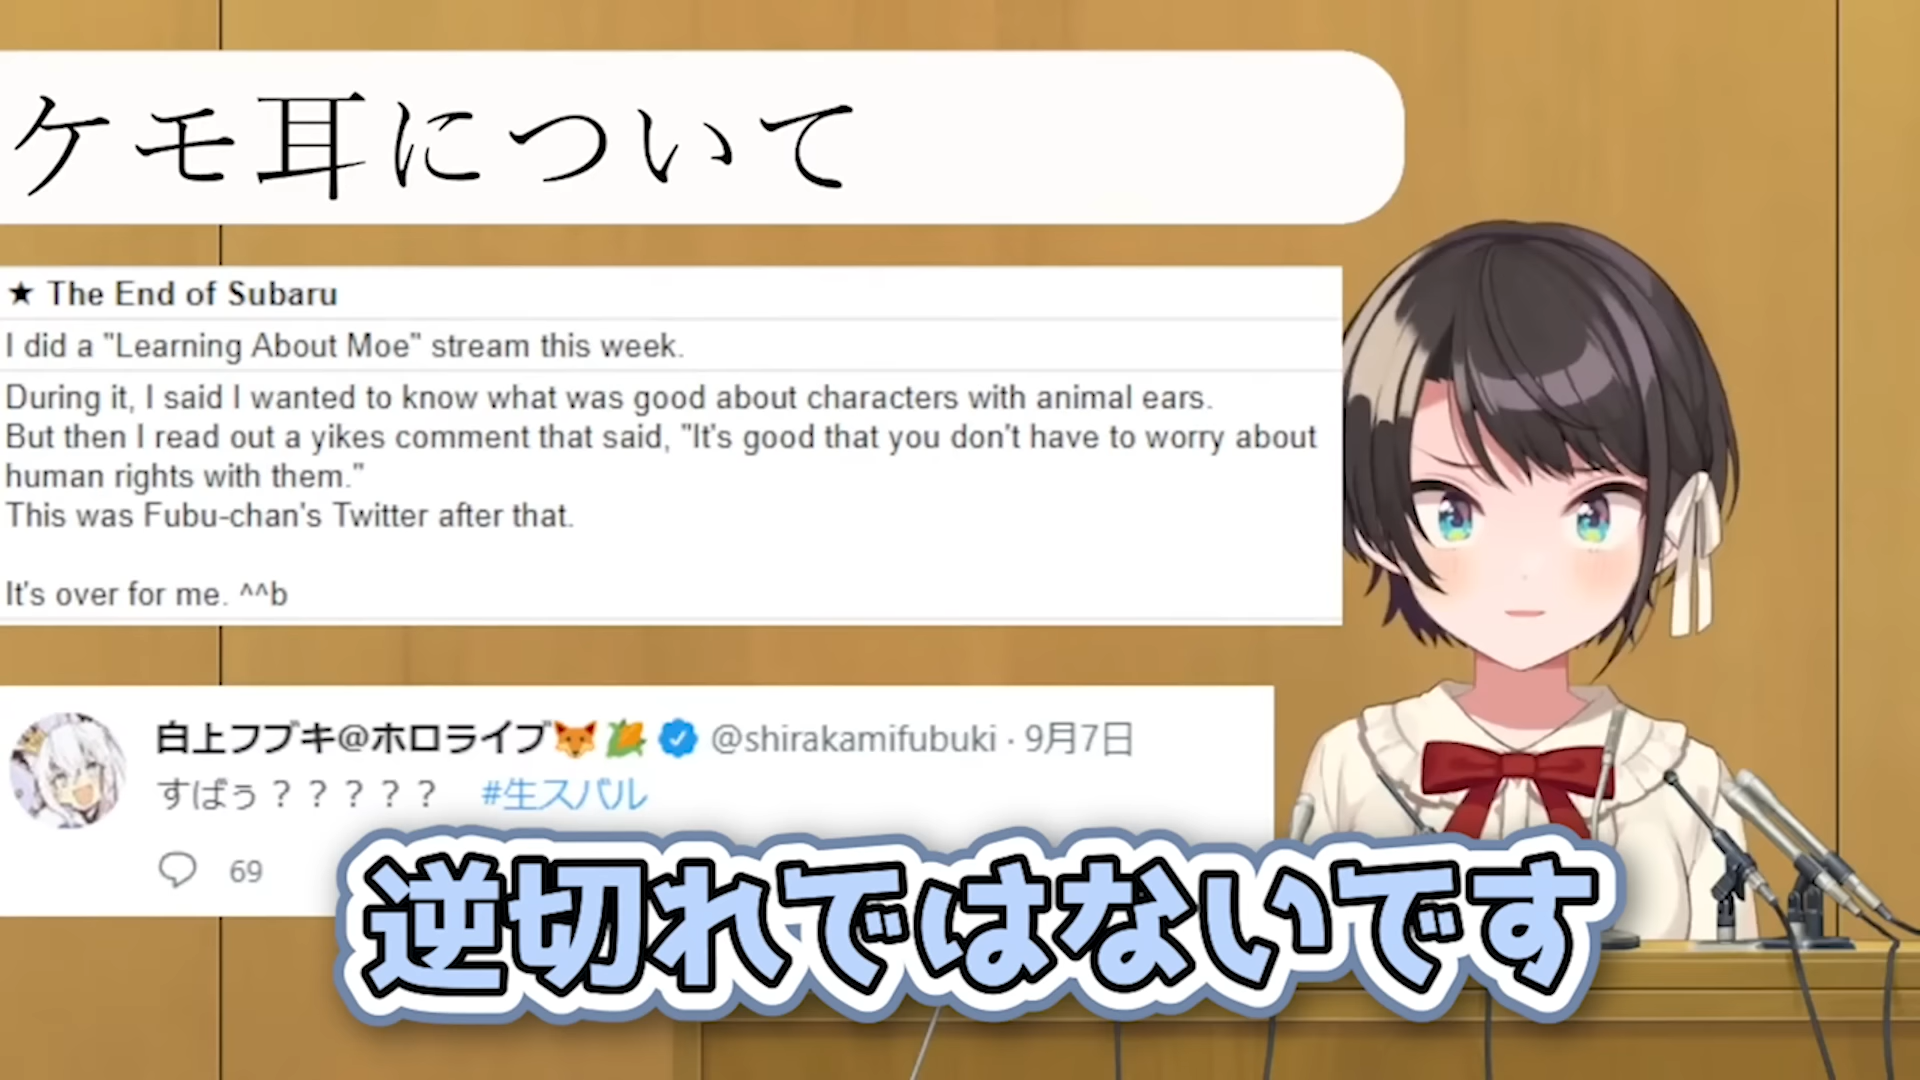 ケモ耳について
★ The End of Subaru
I did a "Learning About Moe" stream this week.
During it, I said I wanted to know what was good about characters with animal ears.
But then I read out a yikes comment that said, "It's good that you don't have to worry about
human rights with them."
This was Fubu-chan's Twitter after that.
It's over for me. ^^b
白上フブキ@ホロライブ🦊🌽 @shirakamifubuki · 9月7日
すばぅ？？？？？ #生スバル
69
逆切れではないです